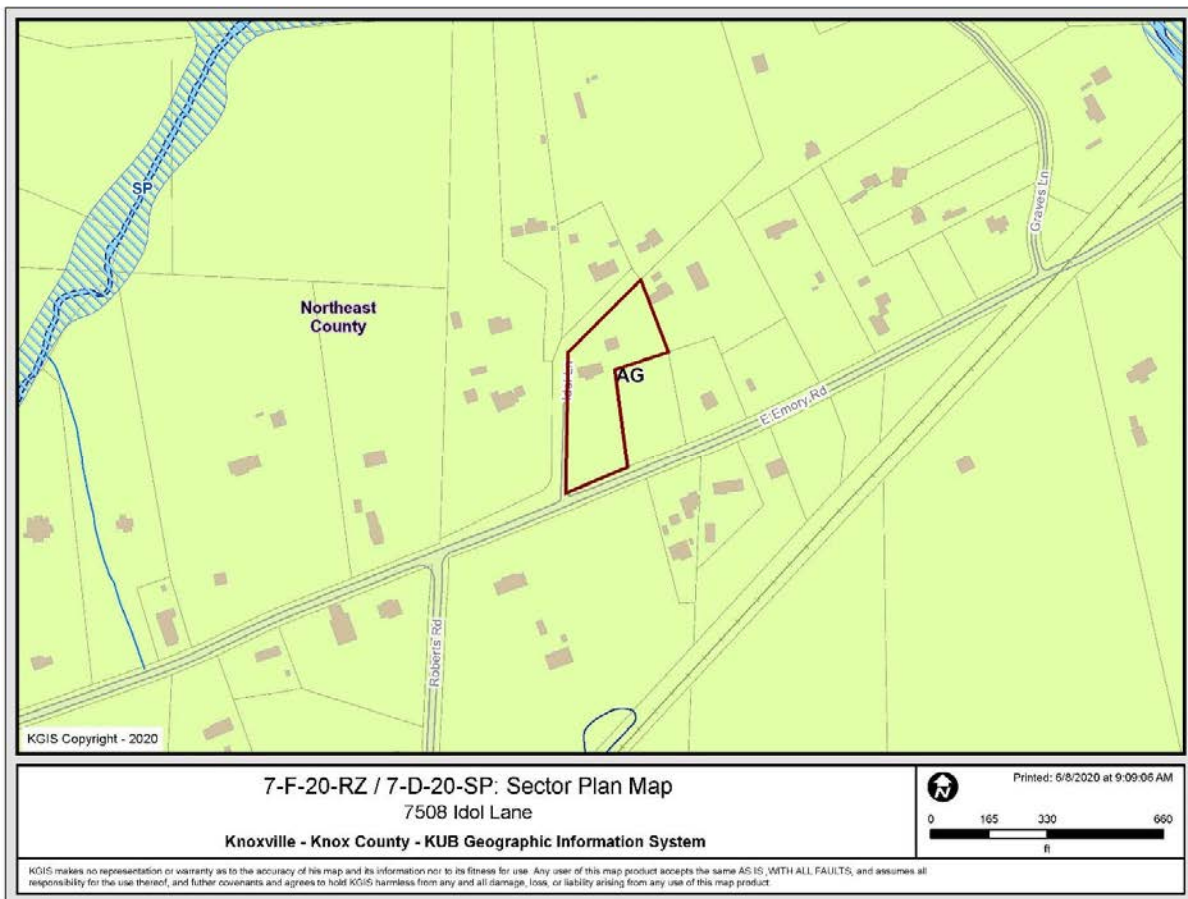 SP
Graves Ln
Northeast
County
Idol Ln
AG
E Emory Rd
Roberts Rd
KGIS Copyright - 2020
7-F-20-RZ / 7-D-20-SP: Sector Plan Map
7508 Idol Lane
Knoxville - Knox County - KUB Geographic Information System
N
Printed: 6/8/2020 at 9:09:06 AM
0 165 330 660
ft
KGIS makes no representation or warranty as to the accuracy of his map and its information nor to its fitness for use. Any user of this map product accepts the same AS IS ,WITH ALL FAULTS, and assumes all
responsibility for the use thereof, and futher covenants and agrees to hold KGIS harmless from any and all damage, loss, or liability arising from any use of this map product.